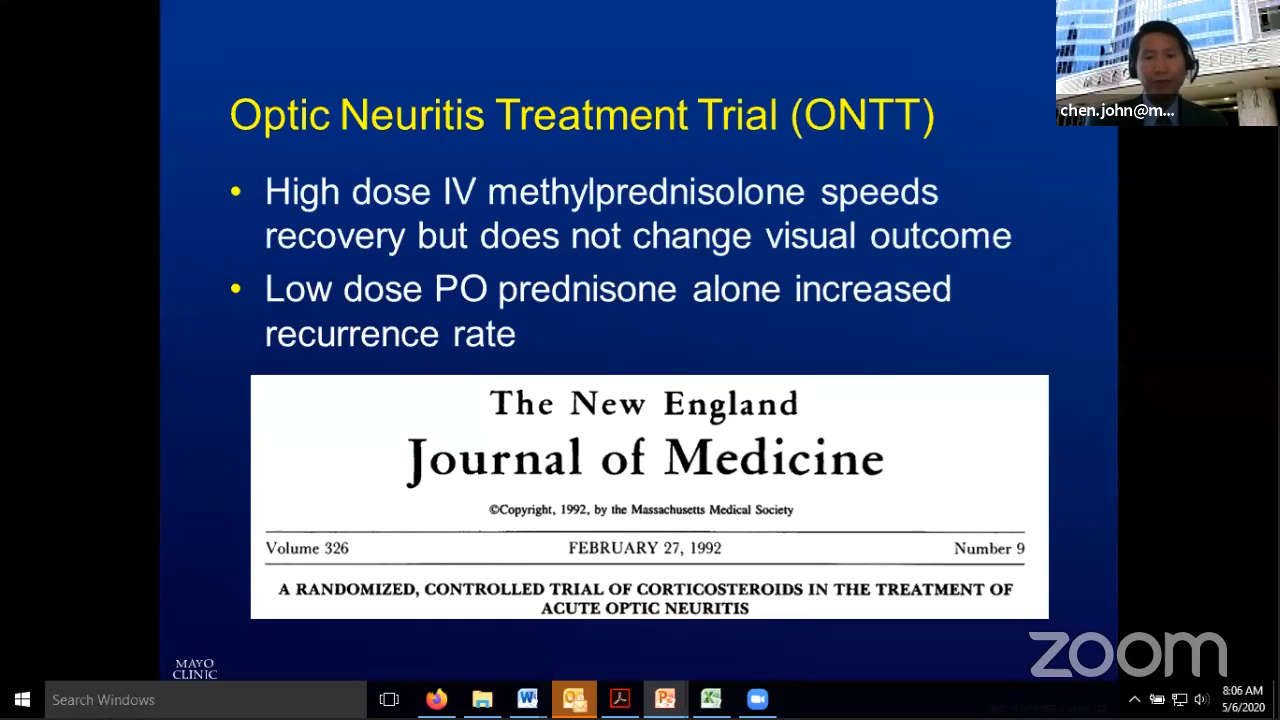 chen.john@m...
Optic Neuritis Treatment Trial (ONTT)
• High dose IV methylprednisolone speeds
recovery but does not change visual outcome
• Low dose PO prednisone alone increased
recurrence rate
The New England
Journal of Medicine
©Copyright, 1992, by the Massachusetts Medical Society
Volume 326 FEBRUARY 27, 1992 Number 9
A RANDOMIZED, CONTROLLED TRIAL OF CORTICOSTEROIDS IN THE TREATMENT OF
ACUTE OPTIC NEURITIS
MAYO
CLINIC
zoom
Search Windows
8:06 AM
5/6/2020